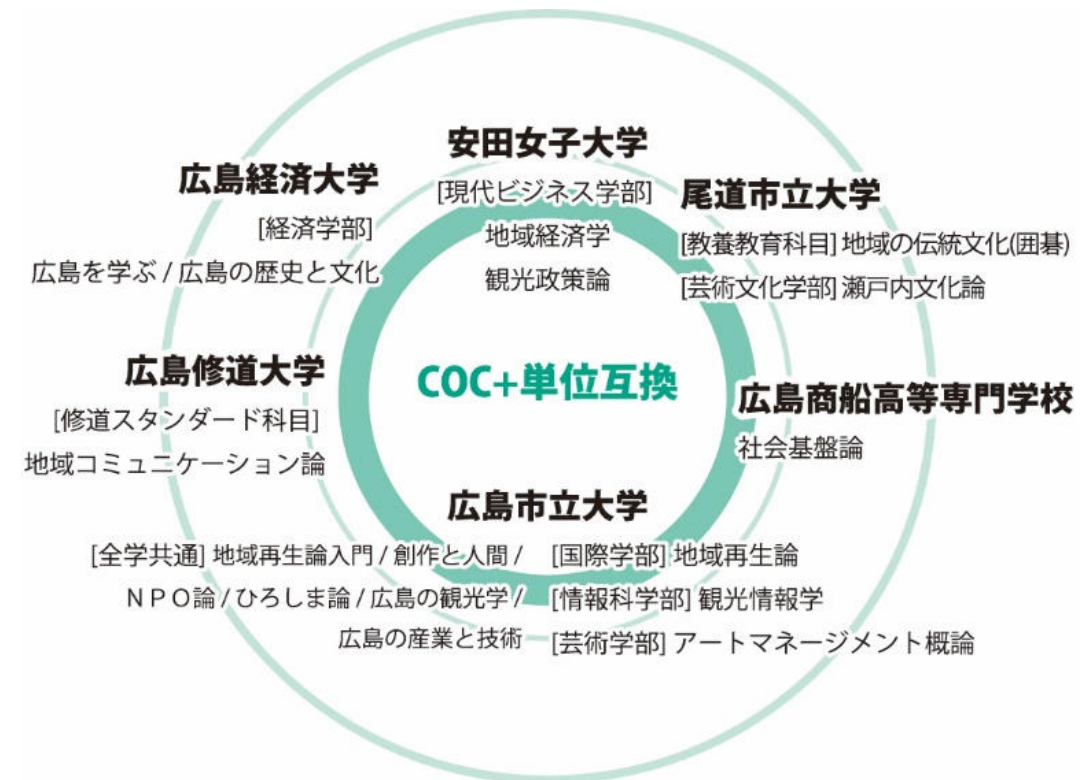 安田女子大学
[現代ビジネス学部]
地域経済学
観光政策論
広島経済大学
[経済学部]
広島を学ぶ / 広島の歴史と文化
尾道市立大学
[教養教育科目] 地域の伝統文化(囲碁)
[芸術文化学部] 瀬戸内文化論
広島修道大学
[修道スタンダード科目]
地域コミュニケーション論
COC+単位互換
広島商船高等専門学校
社会基盤論
広島市立大学
[全学共通] 地域再生論入門 / 創作と人間 /
ＮＰＯ論 / ひろしま論 / 広島の観光学 /
広島の産業と技術
[国際学部] 地域再生論
[情報科学部] 観光情報学
[芸術学部] アートマネージメント概論